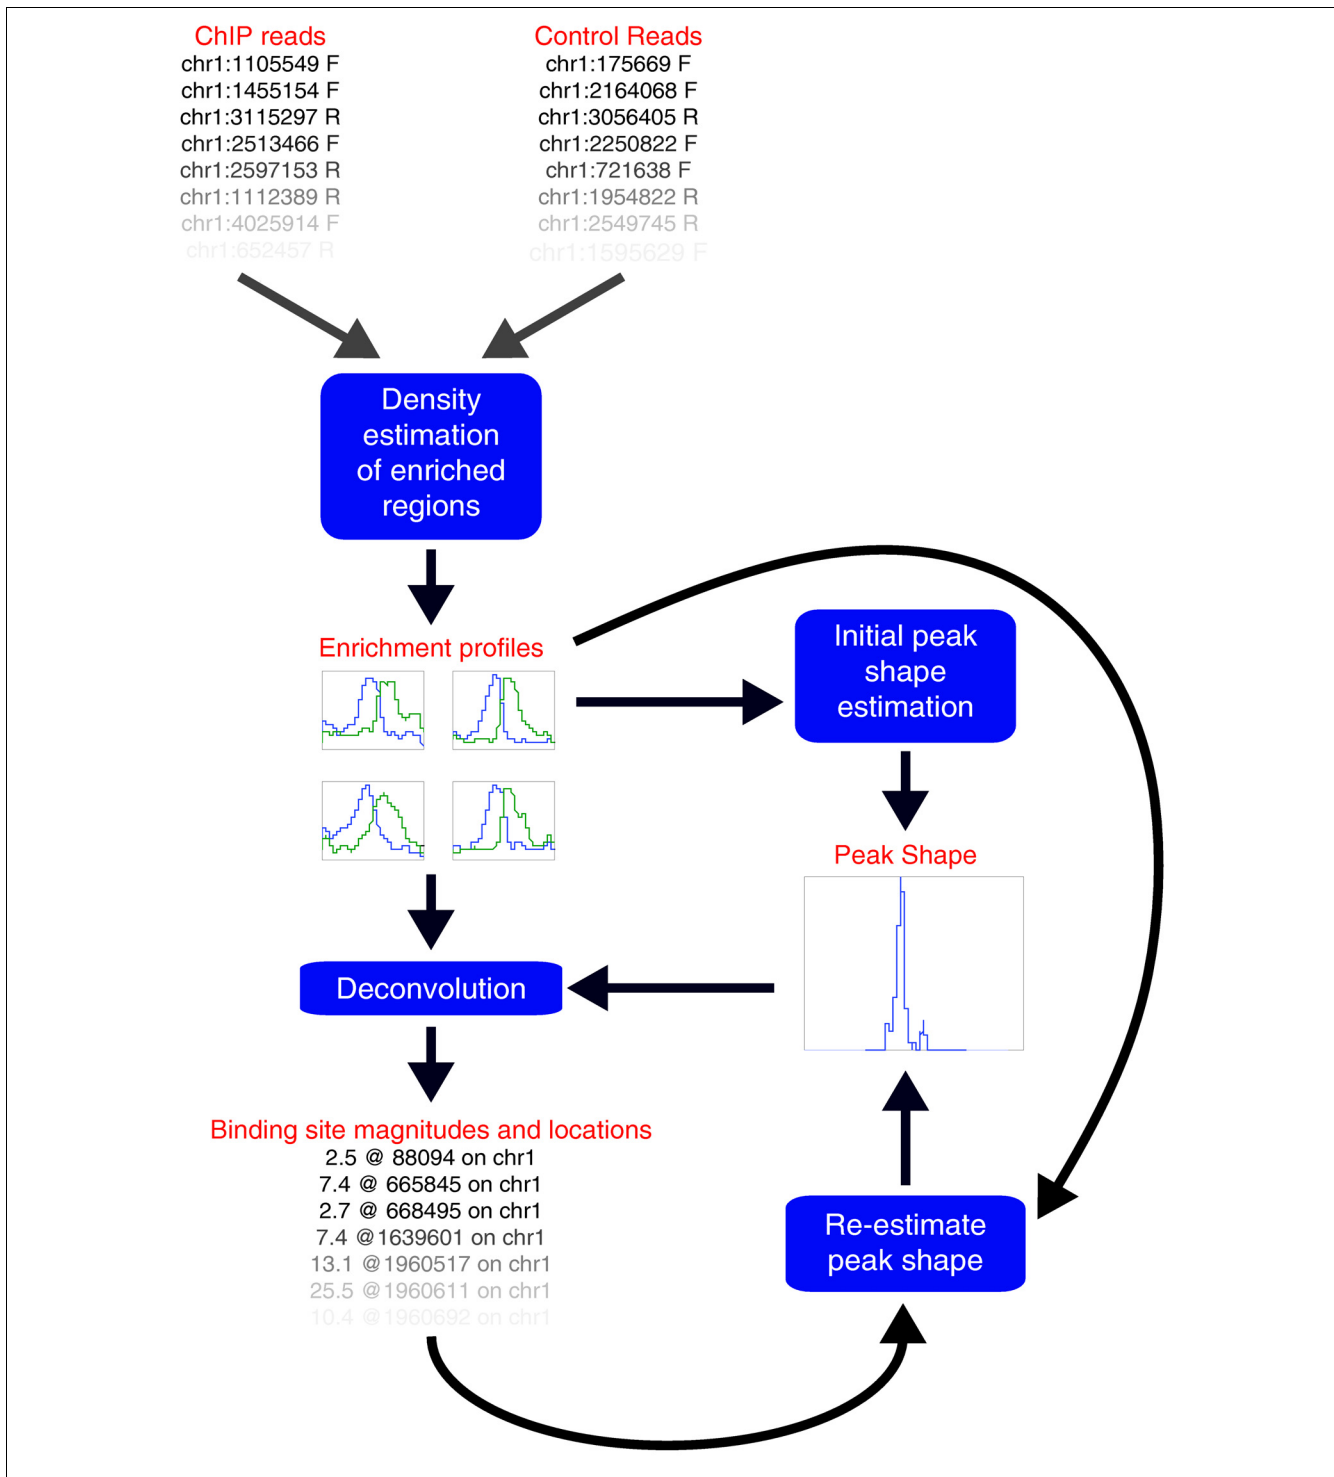 ChIP reads
chr1:1105549 F
chr1:1455154 F
chr1:3115297 R
chr1:2513466 F
chr1:2597153 R
chr1:1112389 R
chr1:4025914 F
chr1:652457 R
Control Reads
chr1:175669 F
chr1:2164068 F
chr1:3056405 R
chr1:2250822 F
chr1:721638 F
chr1:1954822 R
chr1:2549745 R
chr1:1595629 F
Density
estimation
of enriched
regions
Enrichment profiles
Initial peak
shape
estimation
Peak Shape
Deconvolution
Binding site magnitudes and locations
2.5 @ 88094 on chr1
7.4 @ 665845 on chr1
2.7 @ 668495 on chr1
7.4 @1639601 on chr1
13.1 @1960517 on chr1
25.5 @1960611 on chr1
10.4 @1960692 on chr1
Re-estimate
peak shape